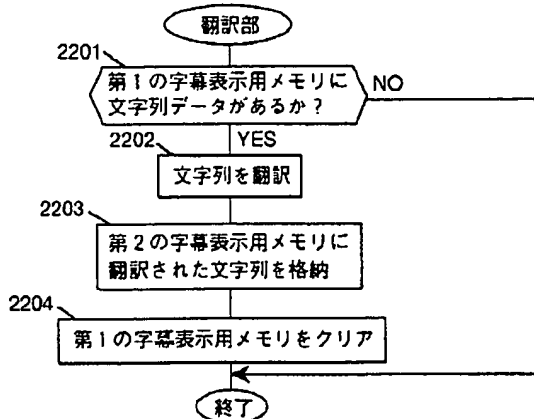 翻訳部
2201
第1の字幕表示用メモリに
文字列データがあるか?
NO
YES
2202
文字列を翻訳
2203
第2の字幕表示用メモリに
翻訳された文字列を格納
2204
第1の字幕表示用メモリをクリア
終了